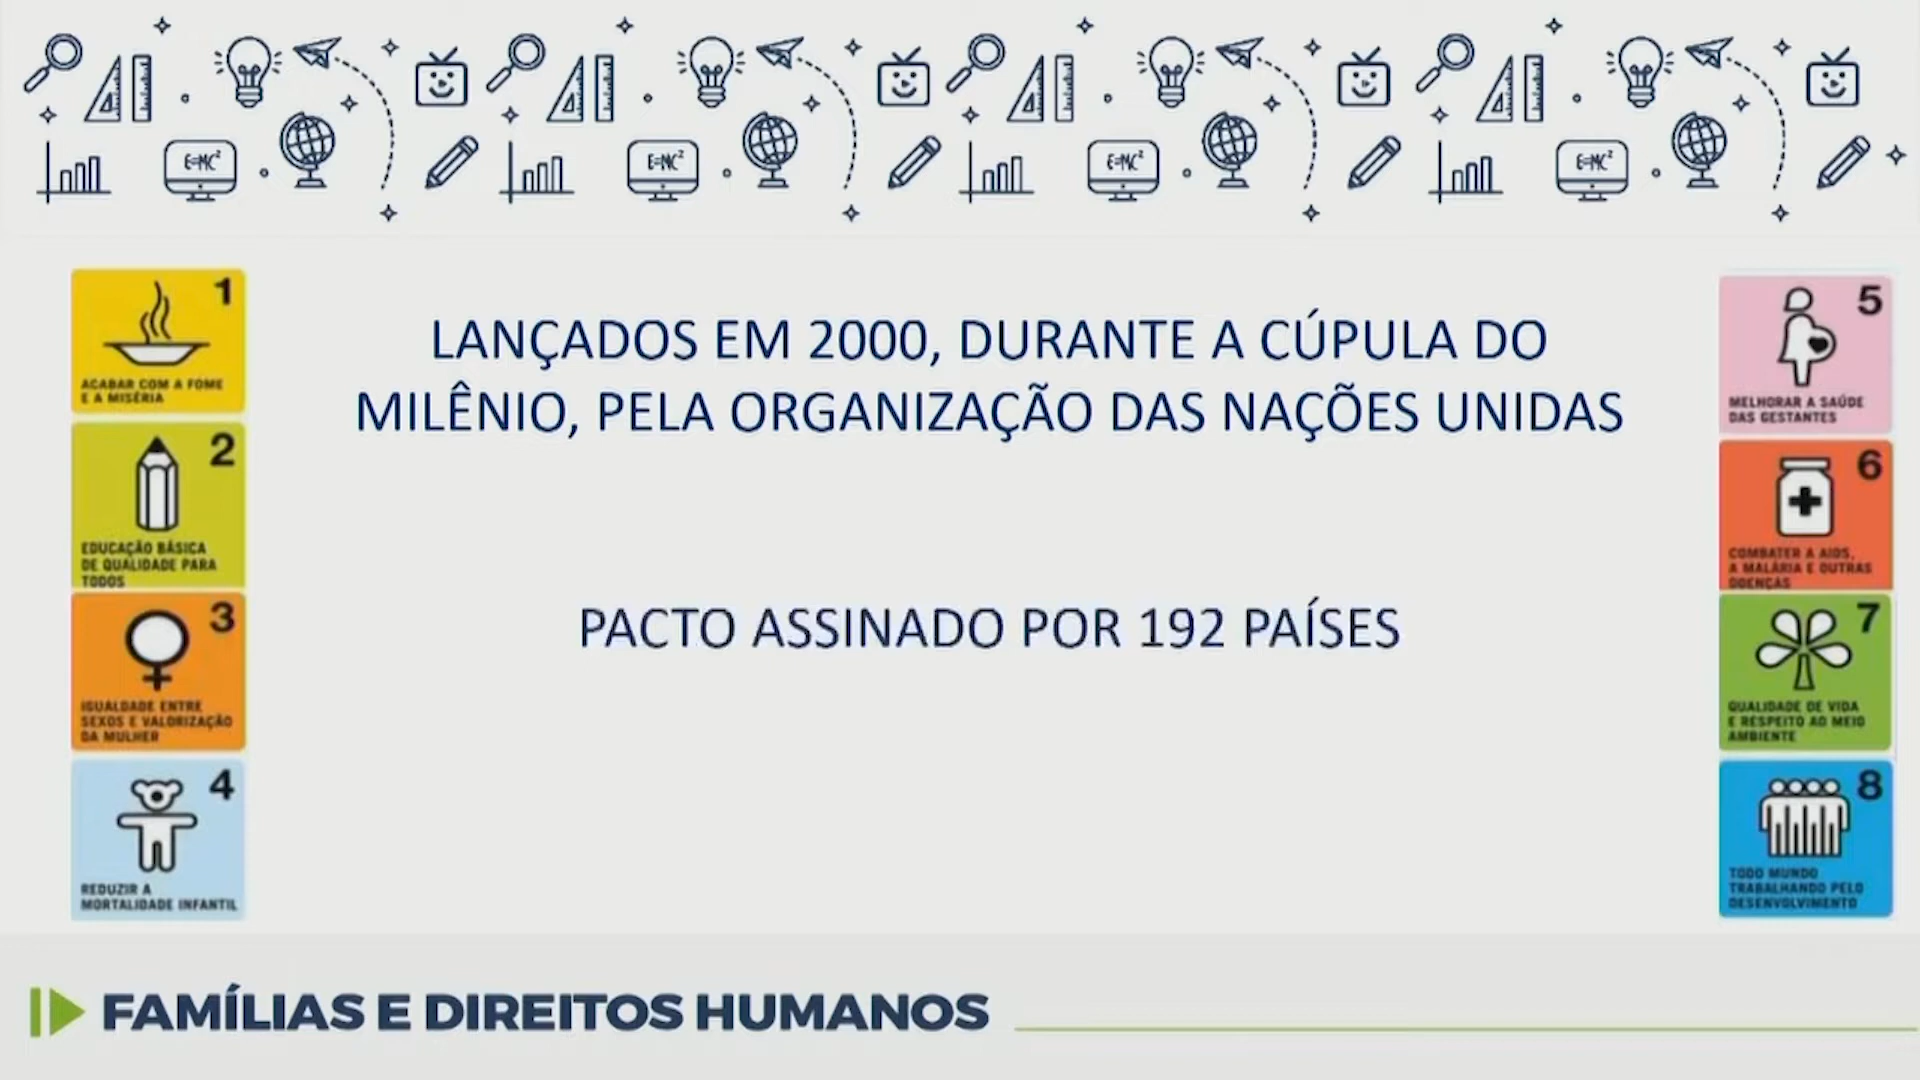 E=MC²
E=MC²
E=MC²
E=MC²
1
ACABAR COM A FOME
E A MISÉRIA
2
EDUCAÇÃO BÁSICA
DE QUALIDADE PARA
TODOS
3
IGUALDADE ENTRE
SEXOS E VALORIZAÇÃO
DA MULHER
4
REDUZIR A
MORTALIDADE INFANTIL
LANÇADOS EM 2000, DURANTE A CÚPULA DO
MILÊNIO, PELA ORGANIZAÇÃO DAS NAÇÕES UNIDAS
PACTO ASSINADO POR 192 PAÍSES
5
MELHORAR A SAÚDE
DAS GESTANTES
6
COMBATER A AIDS,
A MALÁRIA E OUTRAS
DOENÇAS
7
QUALIDADE DE VIDA
E RESPEITO AO MEIO
AMBIENTE
8
TODO MUNDO
TRABALHANDO PELO
DESENVOLVIMENTO
FAMÍLIAS E DIREITOS HUMANOS